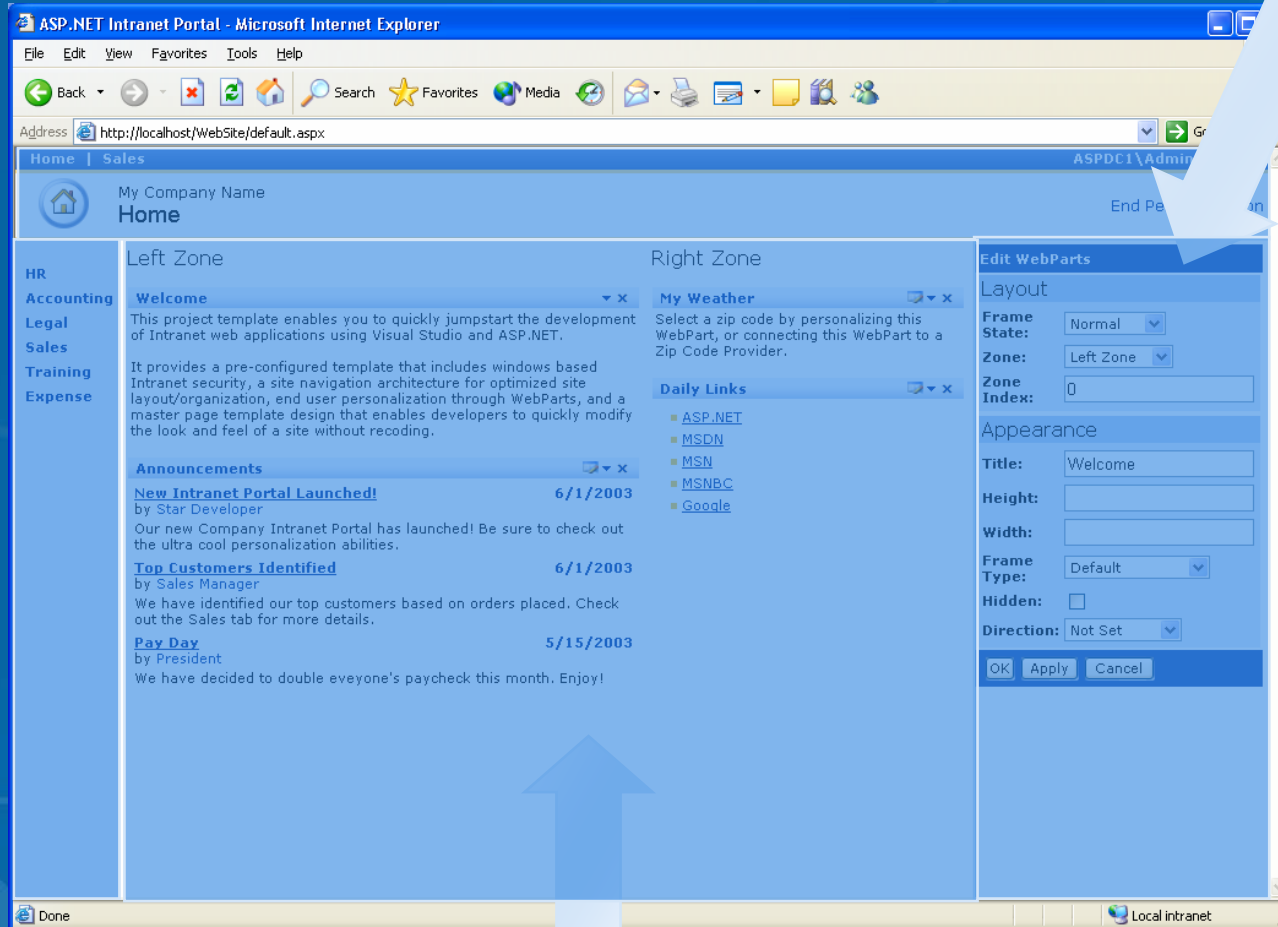 ASP.NET Intranet Portal - Microsoft Internet Explorer
File Edit View Favorites Tools Help
Back Search Favorites Media
Address http://localhost/WebSite/default.aspx
Home | Sales ASPDC1\Admin
My Company Name
Home
End
HR
Accounting
Legal
Sales
Training
Expense
Left Zone
Welcome
This project template enables you to quickly jumpstart the development
of Intranet web applications using Visual Studio and ASP.NET.
It provides a pre-configured template that includes windows based
Intranet security, a site navigation architecture for optimized site
layout/organization, end user personalization through WebParts, and a
master page template design that enables developers to quickly modify
the look and feel of a site without recoding.
Announcements
New Intranet Portal Launched! 6/1/2003
by Star Developer
Our new Company Intranet Portal has launched! Be sure to check out
the ultra cool personalization abilities.
Top Customers Identified 6/1/2003
by Sales Manager
We have identified our top customers based on orders placed. Check
out the Sales tab for more details.
Pay Day 5/15/2003
by President
We have decided to double eveyone's paycheck this month. Enjoy!
Right Zone
My Weather
Select a zip code by personalizing this
WebPart, or connecting this WebPart to a
Zip Code Provider.
Daily Links
ASP.NET
MSDN
MSN
MSNBC
Google
Edit WebParts
Layout
Frame
State: Normal
Zone: Left Zone
Zone
Index: 0
Appearance
Title: Welcome
Height:
Width:
Frame
Type: Default
Hidden:
Direction: Not Set
OK Apply Cancel
Done Local intranet